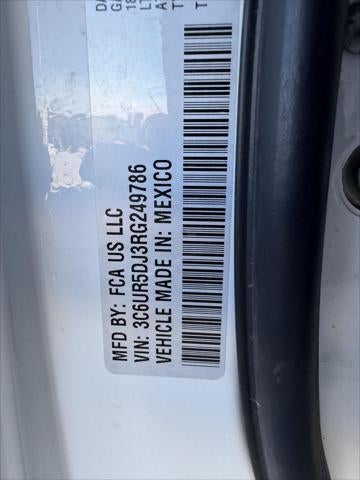 MFD BY: FCA US LLC
VIN: 3C6UR5DJ3RG249786
VEHICLE MADE IN: MEXICO